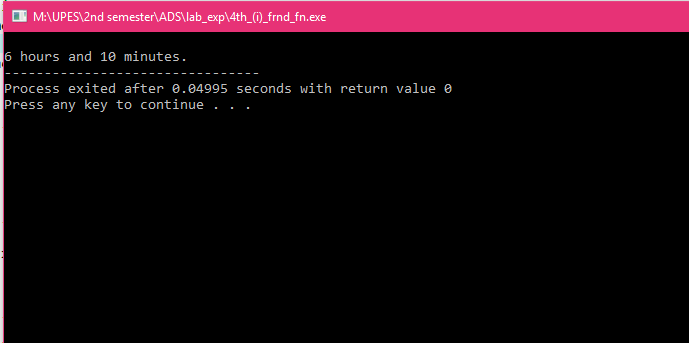 M:\UPES\2nd semester\ADS\lab_exp\4th_(i)_frnd_fn.exe
6 hours and 10 minutes.
--------------------------------
Process exited after 0.04995 seconds with return value 0
Press any key to continue . . .